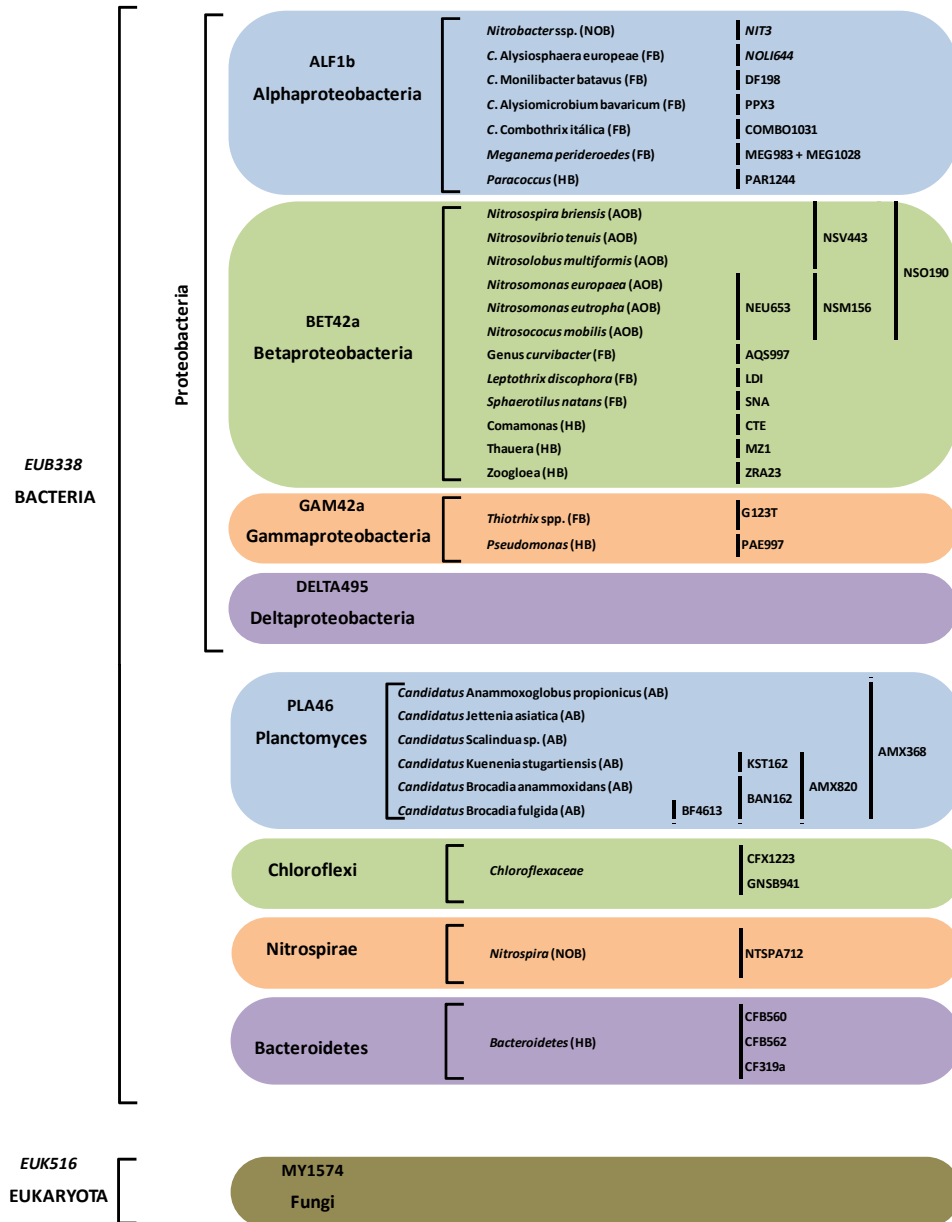 EUB338
BACTERIA
Proteobacteria
ALF1b
Alphaproteobacteria
Nitrobacter ssp. (NOB) NIT3
C. Alysiosphaera europeae (FB) NOLI644
C. Monilibacter batavus (FB) DF198
C. Alysiomicrobium bavaricum (FB) PPX3
C. Combothrix itálica (FB) COMBO1031
Meganema perideroedes (FB) MEG983 + MEG1028
Paracoccus (HB) PAR1244
BET42a
Betaproteobacteria
Nitrosospira briensis (AOB)
Nitrosovibrio tenuis (AOB) NSV443
Nitrosolobus multiformis (AOB)
NSO190
Nitrosomonas europaea (AOB)
Nitrosomonas eutropha (AOB) NEU653 NSM156
Nitrosococus mobilis (AOB)
Genus curvibacter (FB) AQS997
Leptothrix discophora (FB) LDI
Sphaerotilus natans (FB) SNA
Comamonas (HB) CTE
Thauera (HB) MZ1
Zoogloea (HB) ZRA23
GAM42a
Gammaproteobacteria
Thiotrhix spp. (FB) G123T
Pseudomonas (HB) PAE997
DELTA495
Deltaproteobacteria
PLA46
Planctomyces
Candidatus Anammoxoglobus propionicus (AB)
Candidatus Jettenia asiatica (AB)
Candidatus Scalindua sp. (AB)
AMX368
Candidatus Kuenenia stugartiensis (AB) KST162
Candidatus Brocadia anammoxidans (AB) AMX820
BAN162
Candidatus Brocadia fulgida (AB) BF4613
Chloroflexi
Chloroflexaceae
CFX1223
GNSB941
Nitrospirae
Nitrospira (NOB) NTSPA712
Bacteroidetes
Bacteroidetes (HB)
CFB560
CFB562
CF319a
EUK516
EUKARYOTA
MY1574
Fungi